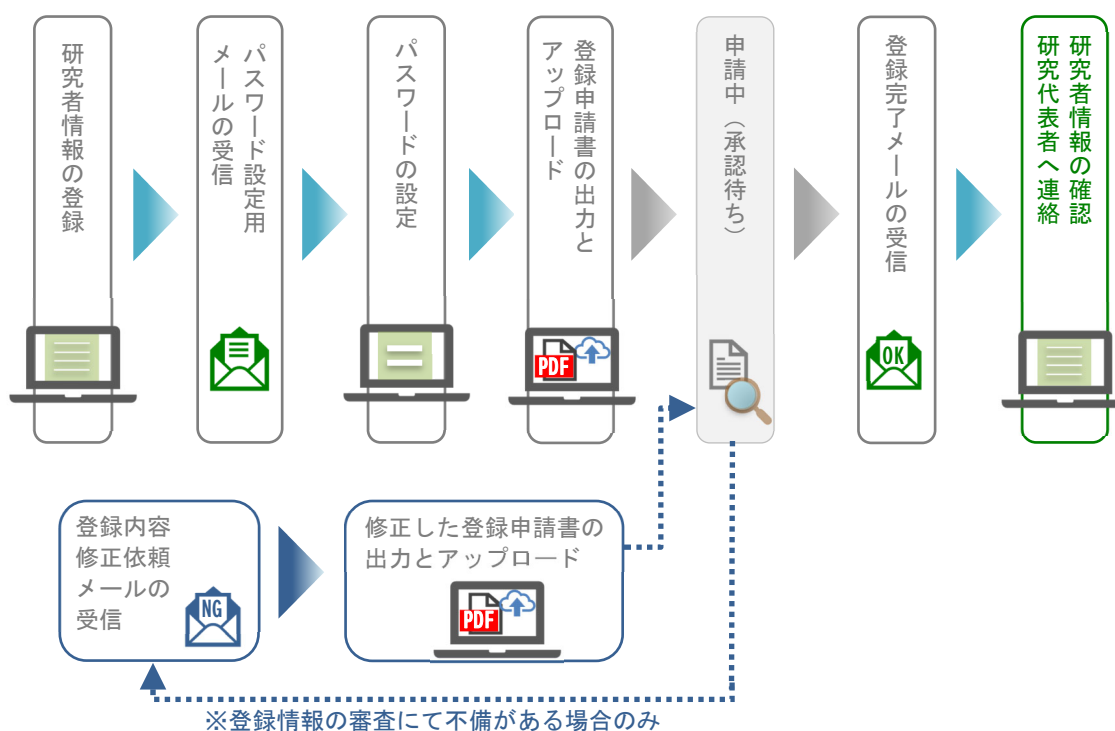 研究者情報の登録
パスワード設定用
メールの受信
パスワードの設定
登録申請書の出力と
アップロード
PDF
申請中（承認待ち）
登録完了メールの受信
OK
研究者情報の確認
研究代表者へ連絡
登録内容
修正依頼
メールの
受信
NG
修正した登録申請書の
出力とアップロード
PDF
※登録情報の審査にて不備がある場合のみ